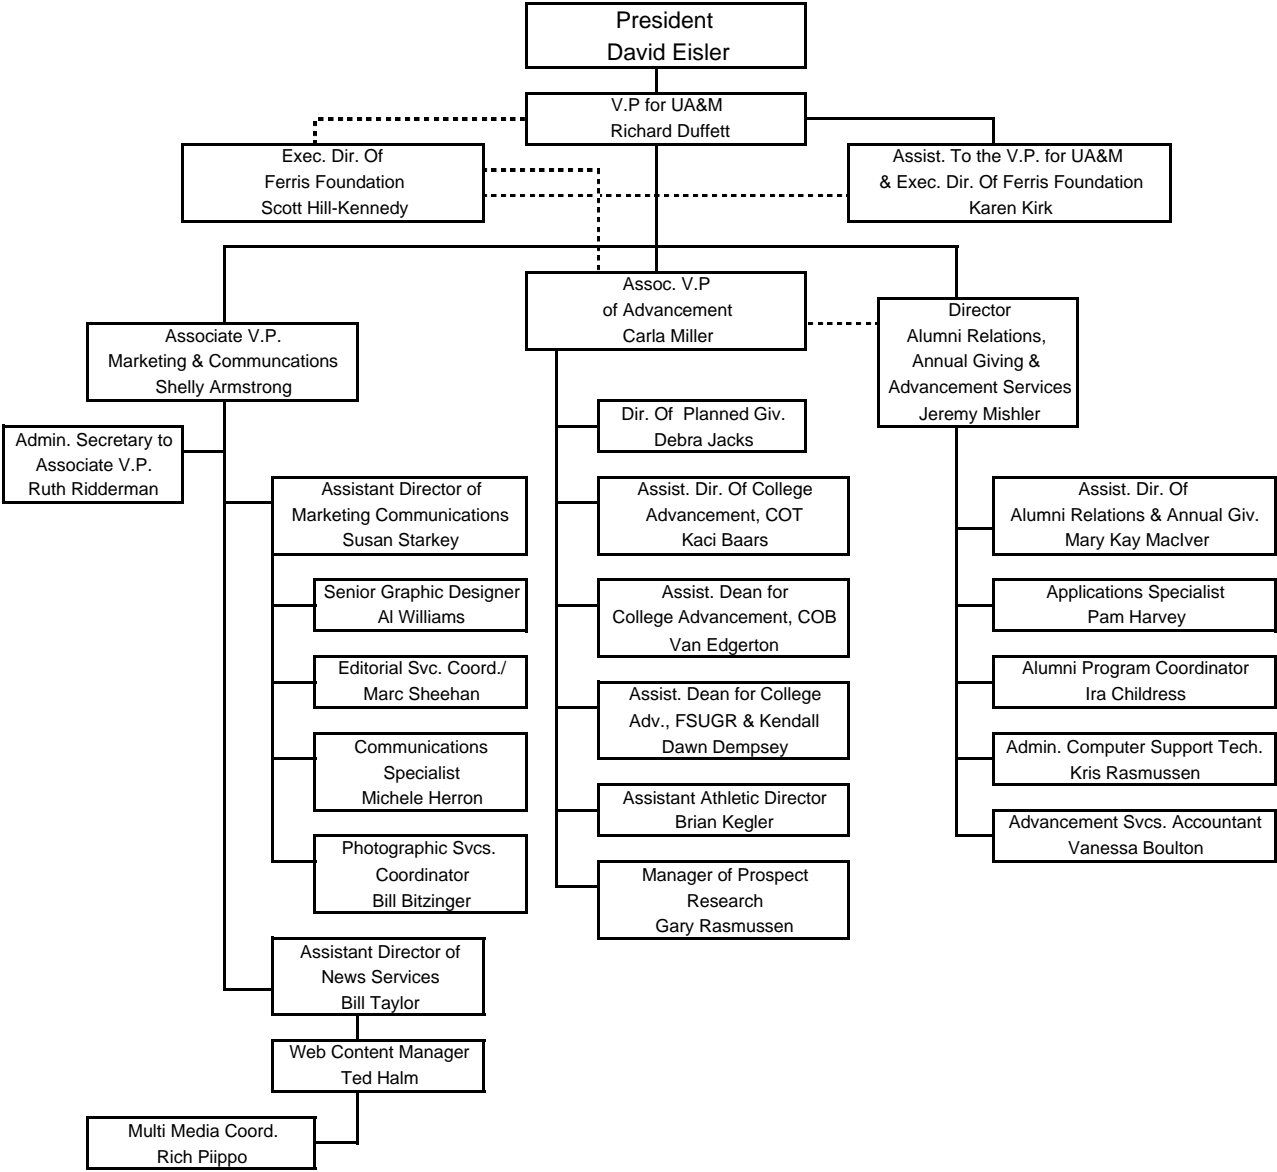 President
David Eisler
V.P for UA&M
Richard Duffett
Exec. Dir. Of
Ferris Foundation
Scott Hill-Kennedy
Assist. To the V.P. for UA&M
& Exec. Dir. Of Ferris Foundation
Karen Kirk
Assoc. V.P
of Advancement
Carla Miller
Director
Alumni Relations,
Annual Giving &
Advancement Services
Jeremy Mishler
Associate V.P.
Marketing & Communcations
Shelly Armstrong
Admin. Secretary to
Associate V.P.
Ruth Ridderman
Assistant Director of
Marketing Communications
Susan Starkey
Senior Graphic Designer
Al Williams
Editorial Svc. Coord./
Marc Sheehan
Communications
Specialist
Michele Herron
Photographic Svcs.
Coordinator
Bill Bitzinger
Assistant Director of
News Services
Bill Taylor
Web Content Manager
Ted Halm
Multi Media Coord.
Rich Piippo
Dir. Of Planned Giv.
Debra Jacks
Assist. Dir. Of College
Advancement, COT
Kaci Baars
Assist. Dean for
College Advancement, COB
Van Edgerton
Assist. Dean for College
Adv., FSUGR & Kendall
Dawn Dempsey
Assistant Athletic Director
Brian Kegler
Manager of Prospect
Research
Gary Rasmussen
Assist. Dir. Of
Alumni Relations & Annual Giv.
Mary Kay MacIver
Applications Specialist
Pam Harvey
Alumni Program Coordinator
Ira Childress
Admin. Computer Support Tech.
Kris Rasmussen
Advancement Svcs. Accountant
Vanessa Boulton